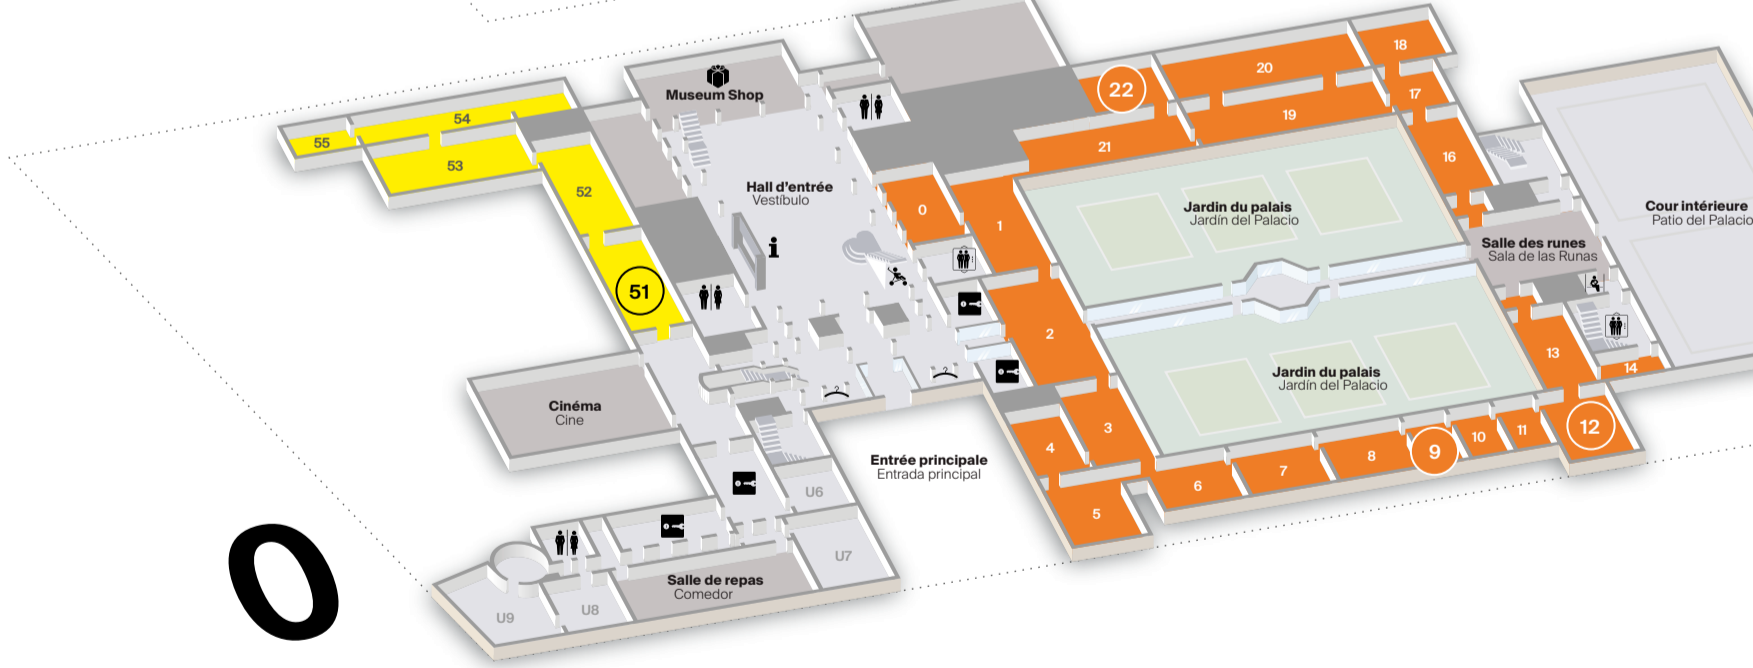 18
20
22
17
19
Museum Shop
54
55
53
21
16
52
Hall d'entrée
Vestíbulo
0
1
Jardin du palais
Jardín del Palacio
Cour intérieure
Patio del Palacio
Salle des runes
Sala de las Runas
i
51
2
13
14
Jardin du palais
Jardín del Palacio
Cinéma
Cine
3
4
12
11
10
9
8
7
6
5
Entrée principale
Entrada principal
U6
U7
Salle de repas
Comedor
U8
U9
0